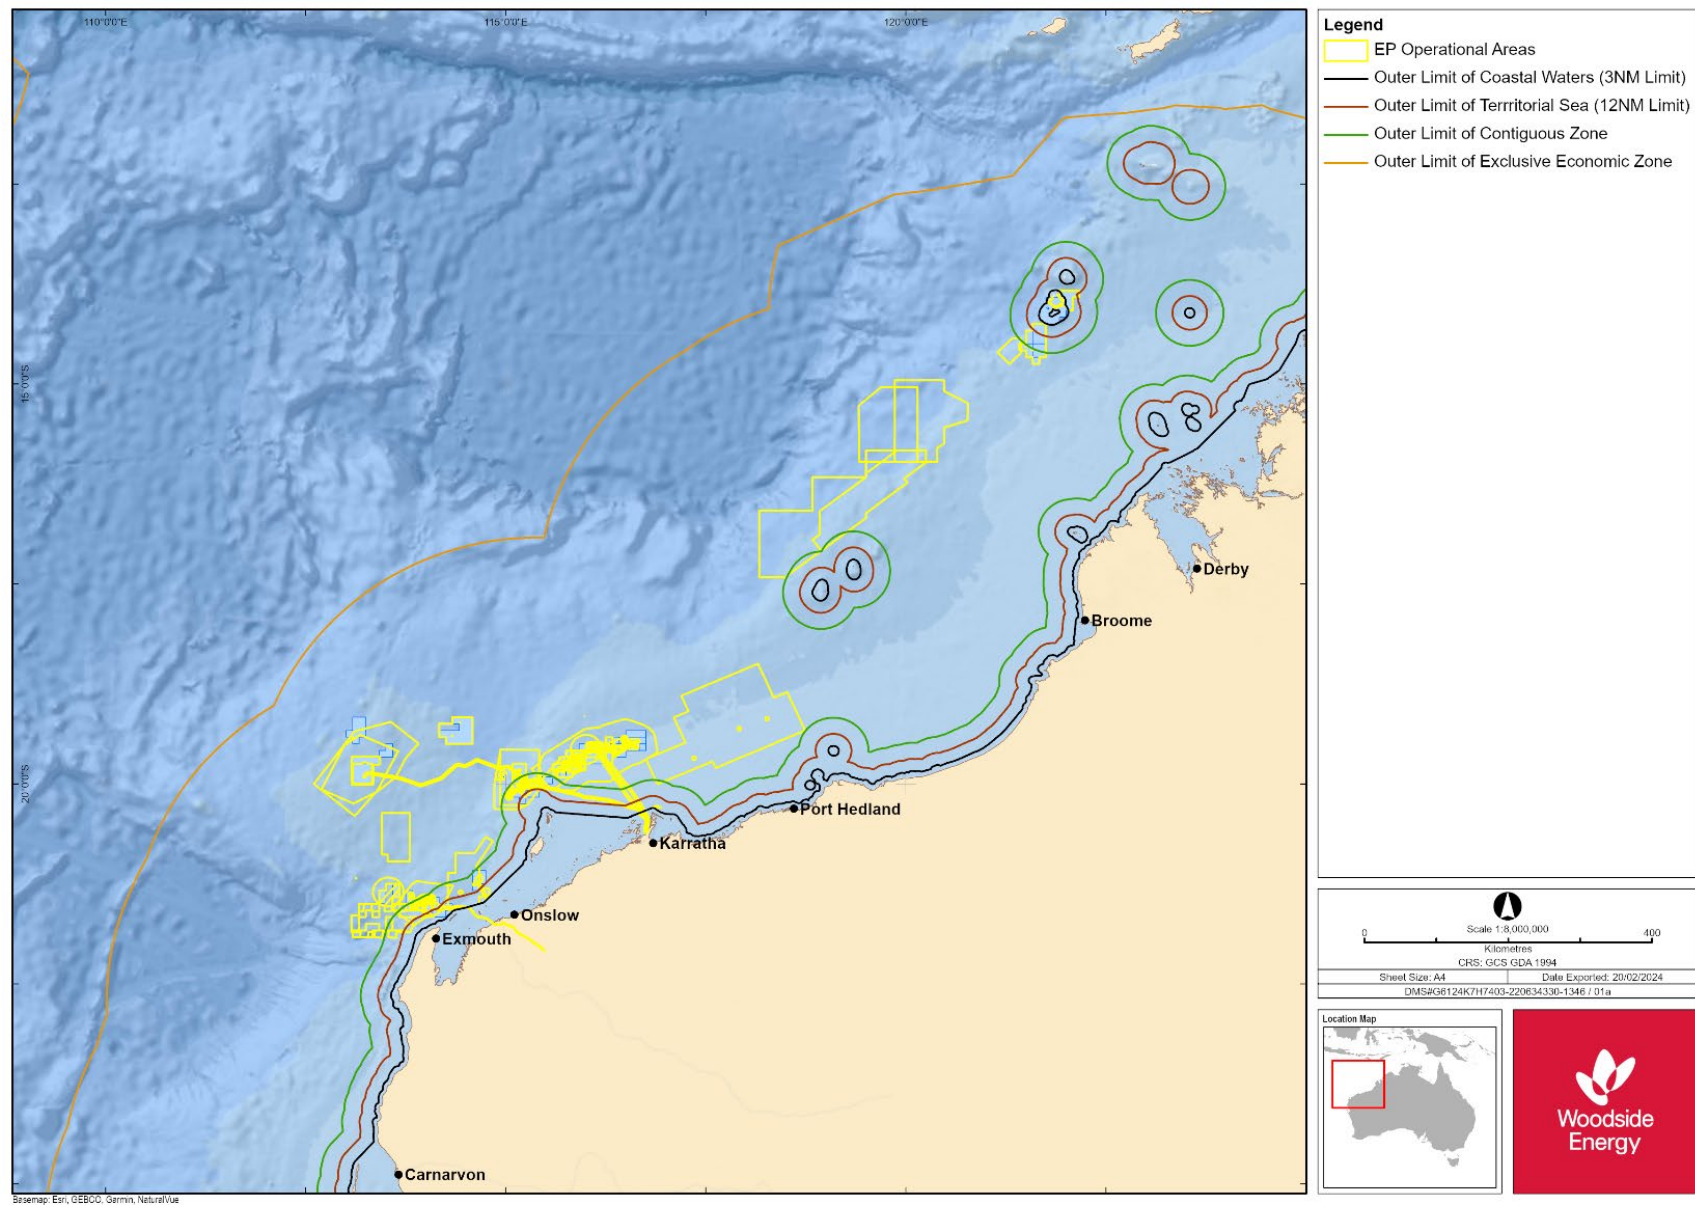 110°0'0"E
115°0'0"E
120°0'0"E
15°0'0"S
20°0'0"S
Derby
Broome
Port Hedland
Karratha
Onslow
Exmouth
Carnarvon
Basemap: Esri, GEBCO, Garmin, NaturalVue
Legend
EP Operational Areas
Outer Limit of Coastal Waters (3NM Limit)
Outer Limit of Terrritorial Sea (12NM Limit)
Outer Limit of Contiguous Zone
Outer Limit of Exclusive Economic Zone
Scale 1:8,000,000
0 400
Kilometres
CRS: GCS GDA 1994
Sheet Size: A4 Date Exported: 20/02/2024
DMS#G6124K7H7403-220634330-1346 / 01a
Location Map
Woodside
Energy